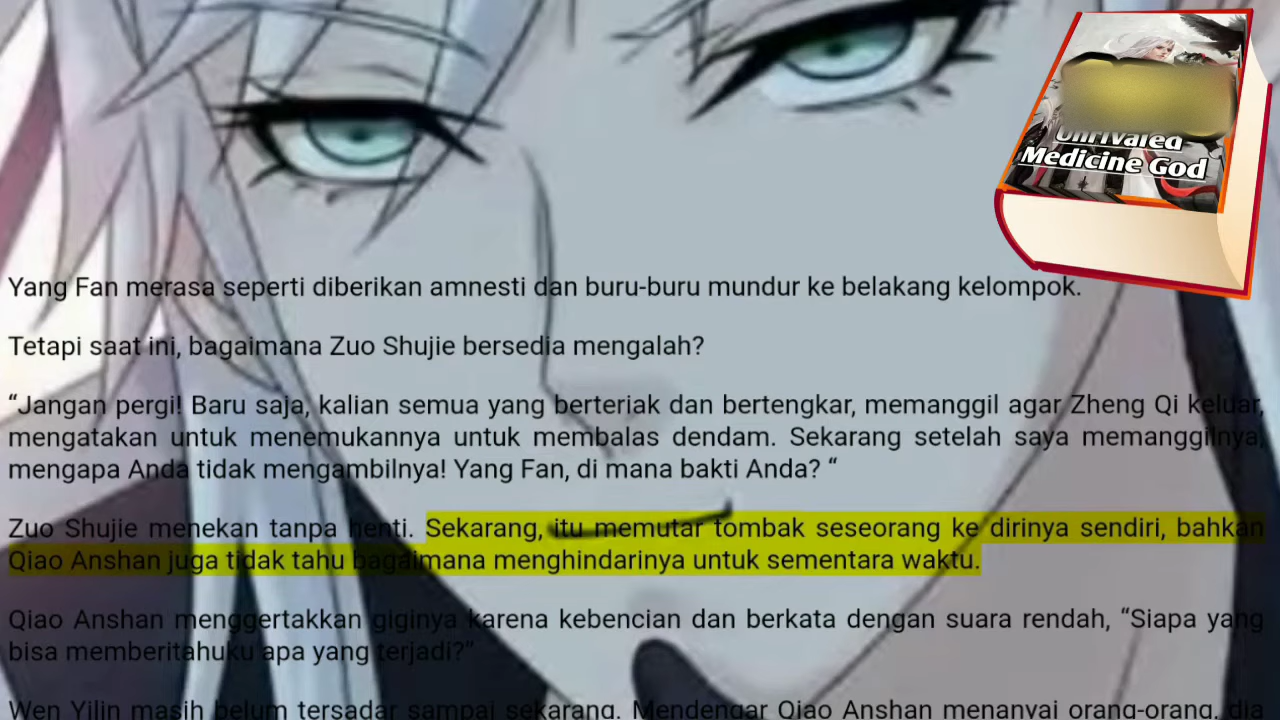 Unrivaled
Medicine God
Yang Fan merasa seperti diberikan amnesti dan buru-buru mundur ke belakang kelompok.
Tetapi saat ini, bagaimana Zuo Shujie bersedia mengalah?
“Jangan pergi! Baru saja, kalian semua yang berteriak dan bertengkar, memanggil agar Zheng Qi keluar,
mengatakan untuk menemukannya untuk membalas dendam. Sekarang setelah saya memanggilnya,
mengapa Anda tidak mengambilnya! Yang Fan, di mana bakti Anda? “
Zuo Shujie menekan tanpa henti. Sekarang, itu memutar tombak seseorang ke dirinya sendiri, bahkan
Qiao Anshan juga tidak tahu bagaimana menghindarinya untuk sementara waktu.
Qiao Anshan menggertakkan giginya karena kebencian dan berkata dengan suara rendah, “Siapa yang
bisa memberitahuku apa yang terjadi?”
Wen Yilin masih belum tersadar sampai sekarang. Mendengar Qiao Anshan menanyai orang-orang, dia